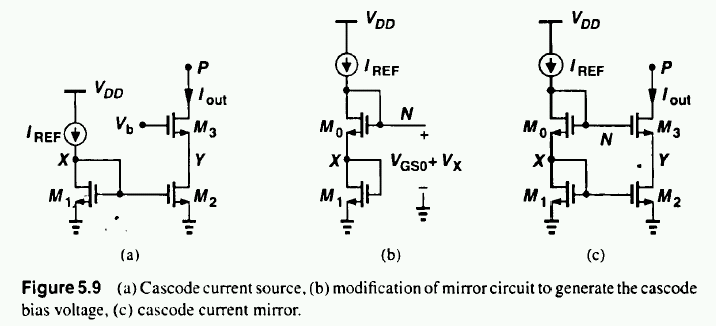 V_DD
I_REF
X
M_1
V_b
P
I_out
M_3
Y
M_2
(a)
V_DD
I_REF
M_0
N
+
X
V_GS0 + V_X
–
M_1
(b)
V_DD
I_REF
P
I_out
M_0
N
M_3
X
Y
M_1
M_2
(c)
Figure 5.9 (a) Cascode current source, (b) modification of mirror circuit to generate the cascode
bias voltage, (c) cascode current mirror.